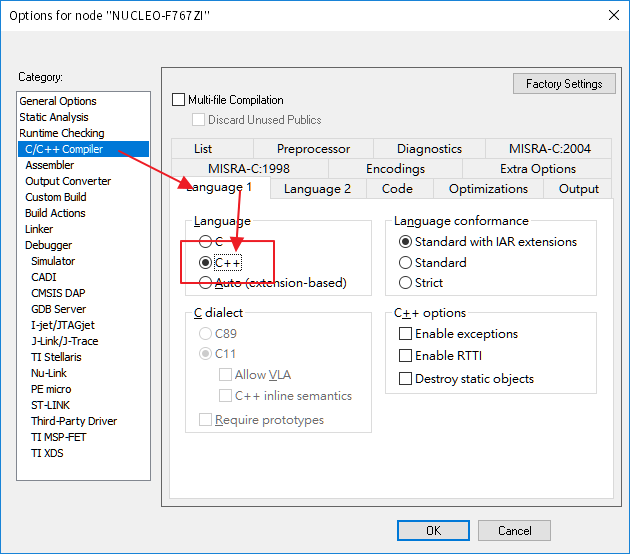 Options for node "NUCLEO-F767ZI"
Category:
General Options
Static Analysis
Runtime Checking
C/C++ Compiler
Assembler
Output Converter
Custom Build
Build Actions
Linker
Debugger
Simulator
CADI
CMSIS DAP
GDB Server
I-jet/JTAGjet
J-Link/J-Trace
TI Stellaris
Nu-Link
PE micro
ST-LINK
Third-Party Driver
TI MSP-FET
TI XDS
Factory Settings
Multi-file Compilation
Discard Unused Publics
List Preprocessor Diagnostics MISRA-C:2004
MISRA-C:1998 Encodings Extra Options
Language 1 Language 2 Code Optimizations Output
Language
C
C++
Auto (extension-based)
C dialect
C89
C11
Allow VLA
C++ inline semantics
Require prototypes
Language conformance
Standard with IAR extensions
Standard
Strict
C++ options
Enable exceptions
Enable RTTI
Destroy static objects
OK Cancel